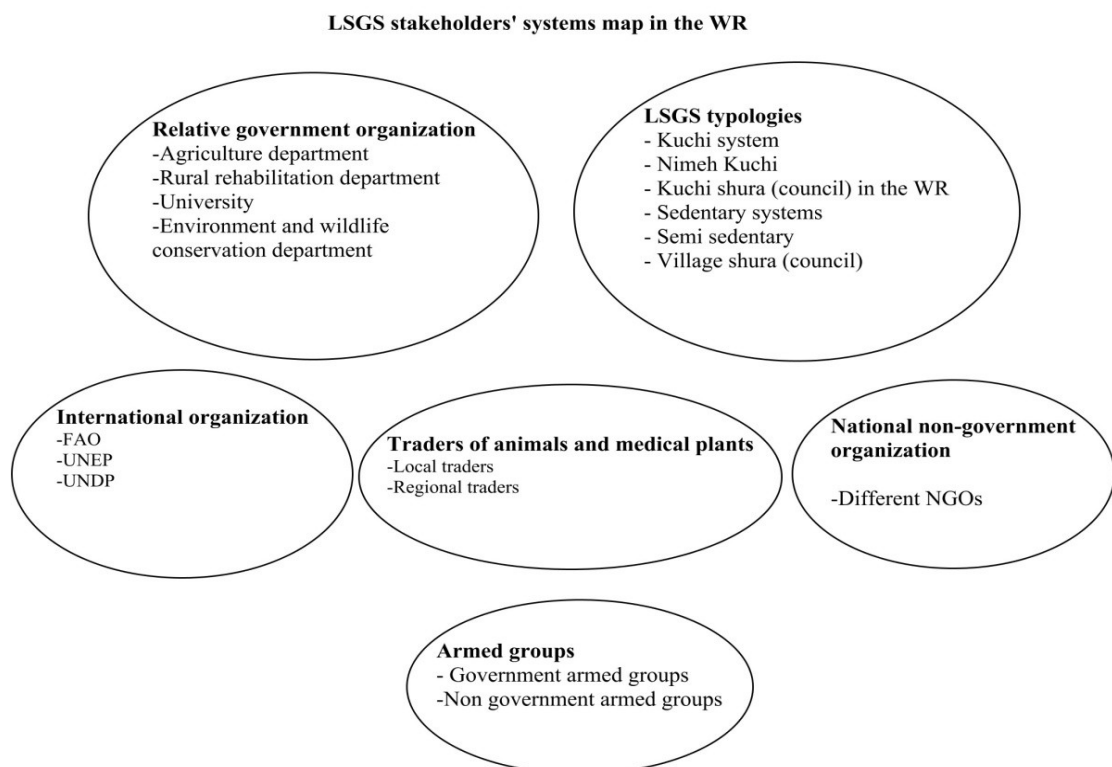 LSGS stakeholders' systems map in the WR
Relative government organization
-Agriculture department
-Rural rehabilitation department
-University
-Environment and wildlife
conservation department
LSGS typologies
- Kuchi system
- Nimeh Kuchi
- Kuchi shura (council) in the WR
- Sedentary systems
- Semi sedentary
- Village shura (council)
International organization
-FAO
-UNEP
-UNDP
Traders of animals and medical plants
-Local traders
-Regional traders
National non-government
organization
-Different NGOs
Armed groups
- Government armed groups
-Non government armed groups